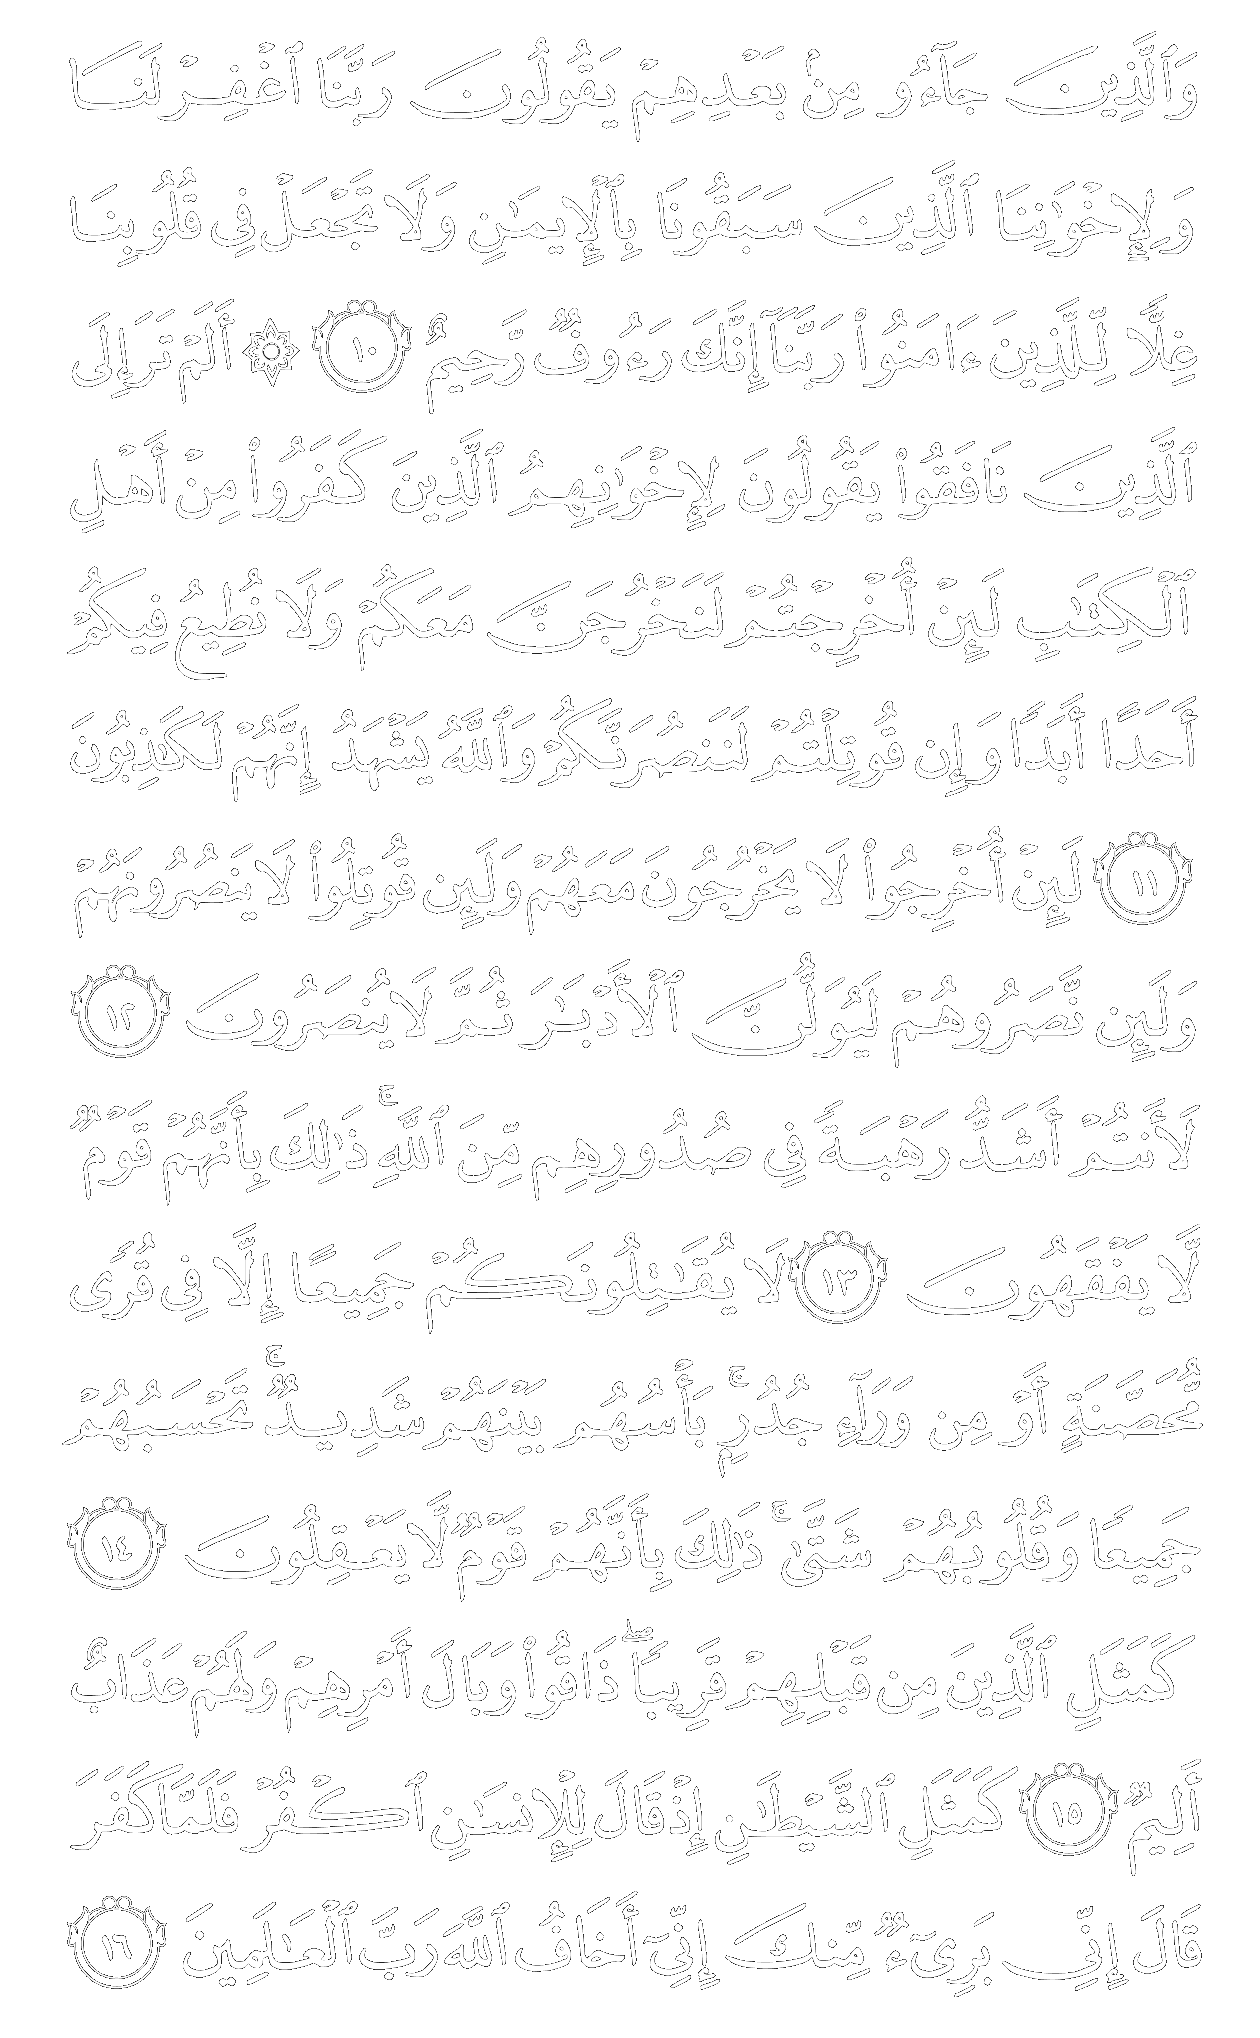 وَٱلَّذِينَ جَآءُو مِنۢ بَعْدِهِمْ يَقُولُونَ رَبَّنَا ٱغْفِرْ لَنَا
وَلِإِخْوَٰنِنَا ٱلَّذِينَ سَبَقُونَا بِٱلْإِيمَٰنِ وَلَا تَجْعَلْ فِى قُلُوبِنَا
غِلًّا لِّلَّذِينَ ءَامَنُوا۟ رَبَّنَآ إِنَّكَ رَءُوفٌ رَّحِيمٌ ١٠ ۞ أَلَمْ تَرَ إِلَى
ٱلَّذِينَ نَافَقُوا۟ يَقُولُونَ لِإِخْوَٰنِهِمُ ٱلَّذِينَ كَفَرُوا۟ مِنْ أَهْلِ
ٱلْكِتَٰبِ لَئِنْ أُخْرِجْتُمْ لَنَخْرُجَنَّ مَعَكُمْ وَلَا نُطِيعُ فِيكُمْ
أَحَدًا أَبَدًا وَإِن قُوتِلْتُمْ لَنَنصُرَنَّكُمْ وَٱللَّهُ يَشْهَدُ إِنَّهُمْ لَكَٰذِبُونَ
١١ لَئِنْ أُخْرِجُوا۟ لَا يَخْرُجُونَ مَعَهُمْ وَلَئِن قُوتِلُوا۟ لَا يَنصُرُونَهُمْ
وَلَئِن نَّصَرُوهُمْ لَيُوَلُّنَّ ٱلْأَدْبَٰرَ ثُمَّ لَا يُنصَرُونَ ١٢
لَأَنتُمْ أَشَدُّ رَهْبَةً فِى صُدُورِهِم مِّنَ ٱللَّهِ ۚ ذَٰلِكَ بِأَنَّهُمْ قَوْمٌ
لَّا يَفْقَهُونَ ١٣ لَا يُقَٰتِلُونَكُمْ جَمِيعًا إِلَّا فِى قُرًى
مُّحَصَّنَةٍ أَوْ مِن وَرَآءِ جُدُرٍۭ ۚ بَأْسُهُم بَيْنَهُمْ شَدِيدٌ ۚ تَحْسَبُهُمْ
جَمِيعًا وَقُلُوبُهُمْ شَتَّىٰ ۚ ذَٰلِكَ بِأَنَّهُمْ قَوْمٌ لَّا يَعْقِلُونَ ١٤
كَمَثَلِ ٱلَّذِينَ مِن قَبْلِهِمْ قَرِيبًا ۖ ذَاقُوا۟ وَبَالَ أَمْرِهِمْ وَلَهُمْ عَذَابٌ
أَلِيمٌ ١٥ كَمَثَلِ ٱلشَّيْطَٰنِ إِذْ قَالَ لِلْإِنسَٰنِ ٱكْفُرْ فَلَمَّا كَفَرَ
قَالَ إِنِّى بَرِىٓءٌ مِّنكَ إِنِّىٓ أَخَافُ ٱللَّهَ رَبَّ ٱلْعَٰلَمِينَ ١٦